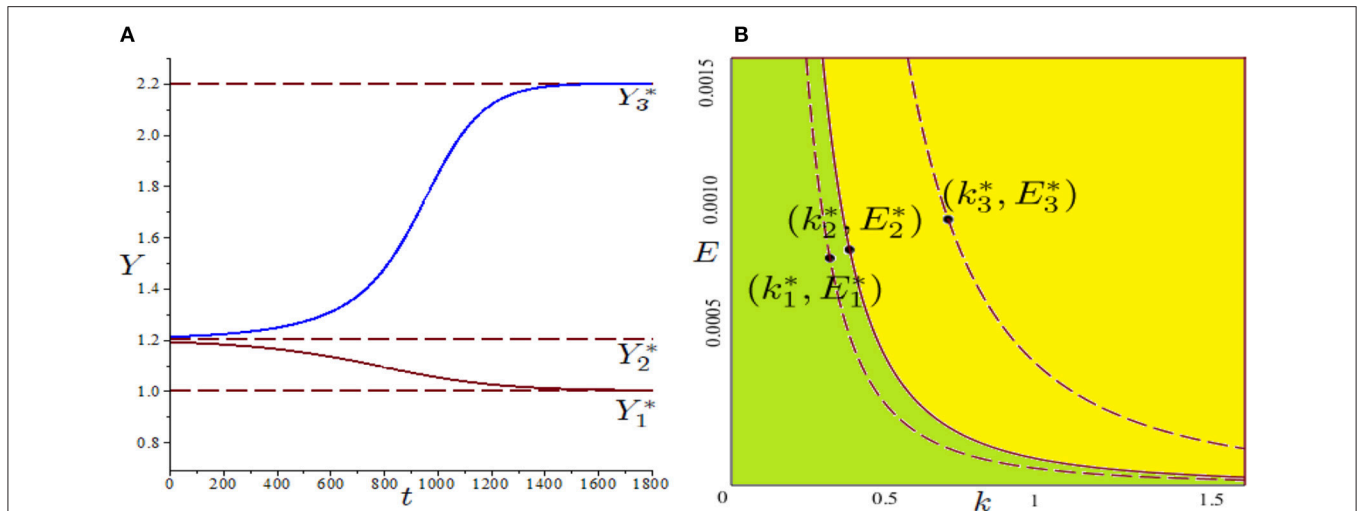 A
2.2
2.0
1.8
1.6
Y
1.4
1.2
1.0
0.8
0 200 400 600 800 1000 1200 1400 1600 1800
t
Y₃*
Y₂*
Y₁*
B
0.0015
0.0010
E
0.0005
(k₃*, E₃*)
(k₂*, E₂*)
(k₁*, E₁*)
0 0.5 k 1 1.5